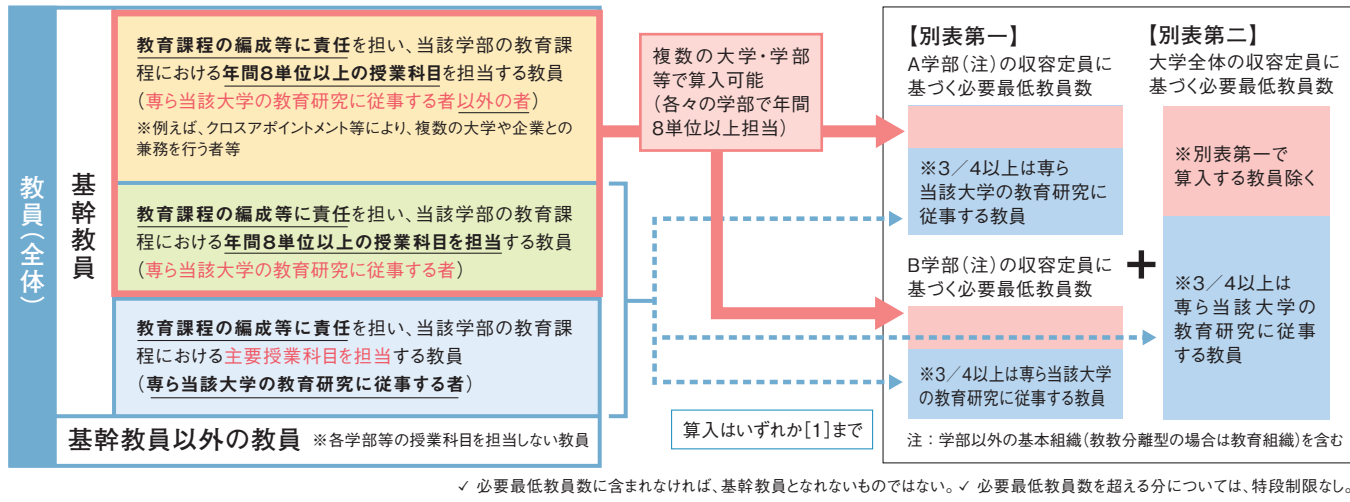 教員（全体）
基幹教員
教育課程の編成等に責任を担い、当該学部の教育課
程における年間8単位以上の授業科目を担当する教員
（専ら当該大学の教育研究に従事する者以外の者）
※例えば、クロスアポイントメント等により、複数の大学や企業との
兼務を行う者等
教育課程の編成等に責任を担い、当該学部の教育課
程における年間8単位以上の授業科目を担当する教員
（専ら当該大学の教育研究に従事する者）
教育課程の編成等に責任を担い、当該学部の教育課
程における主要授業科目を担当する教員
（専ら当該大学の教育研究に従事する者）
基幹教員以外の教員 ※各学部等の授業科目を担当しない教員
複数の大学・学部
等で算入可能
（各々の学部で年間
8単位以上担当）
算入はいずれか[1]まで
【別表第一】
A学部（注）の収容定員に
基づく必要最低教員数
※3／4以上は専ら
当該大学の教育研究に
従事する教員
B学部（注）の収容定員に
基づく必要最低教員数
※3／4以上は専ら当該大学
の教育研究に従事する教員
+
【別表第二】
大学全体の収容定員に
基づく必要最低教員数
※別表第一で
算入する教員除く
※3／4以上は
専ら当該大学の
教育研究に従事
する教員
注：学部以外の基本組織（教教分離型の場合は教育組織）を含む
✓ 必要最低教員数に含まれなければ、基幹教員となれないものではない。✓ 必要最低教員数を超える分については、特段制限なし。